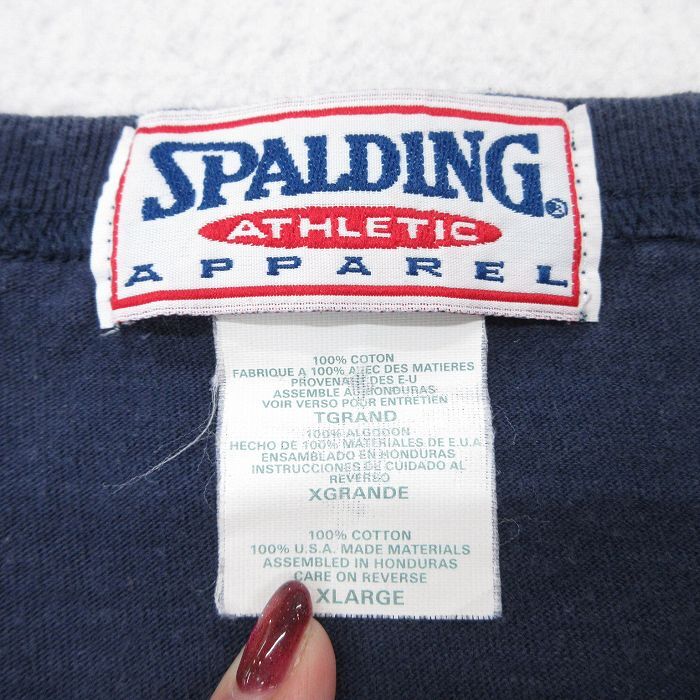 SPALDING®
ATHLETIC
APPAREL
100% COTON
FABRIQUE A 100% AVEC DES MATIERES
PROVENANT DES E-U
ASSEMBLE AU HONDURAS
VOIR VERSO POUR ENTRETIEN
TGRAND
100% ALGODON
HECHO DE 100% MATERIALES DE E.U.A.
ENSAMBLADO EN HONDURAS
INSTRUCCIONES DE CUIDADO AL
REVERSO
XGRANDE
100% COTTON
100% U.S.A. MADE MATERIALS
ASSEMBLED IN HONDURAS
CARE ON REVERSE
XLARGE